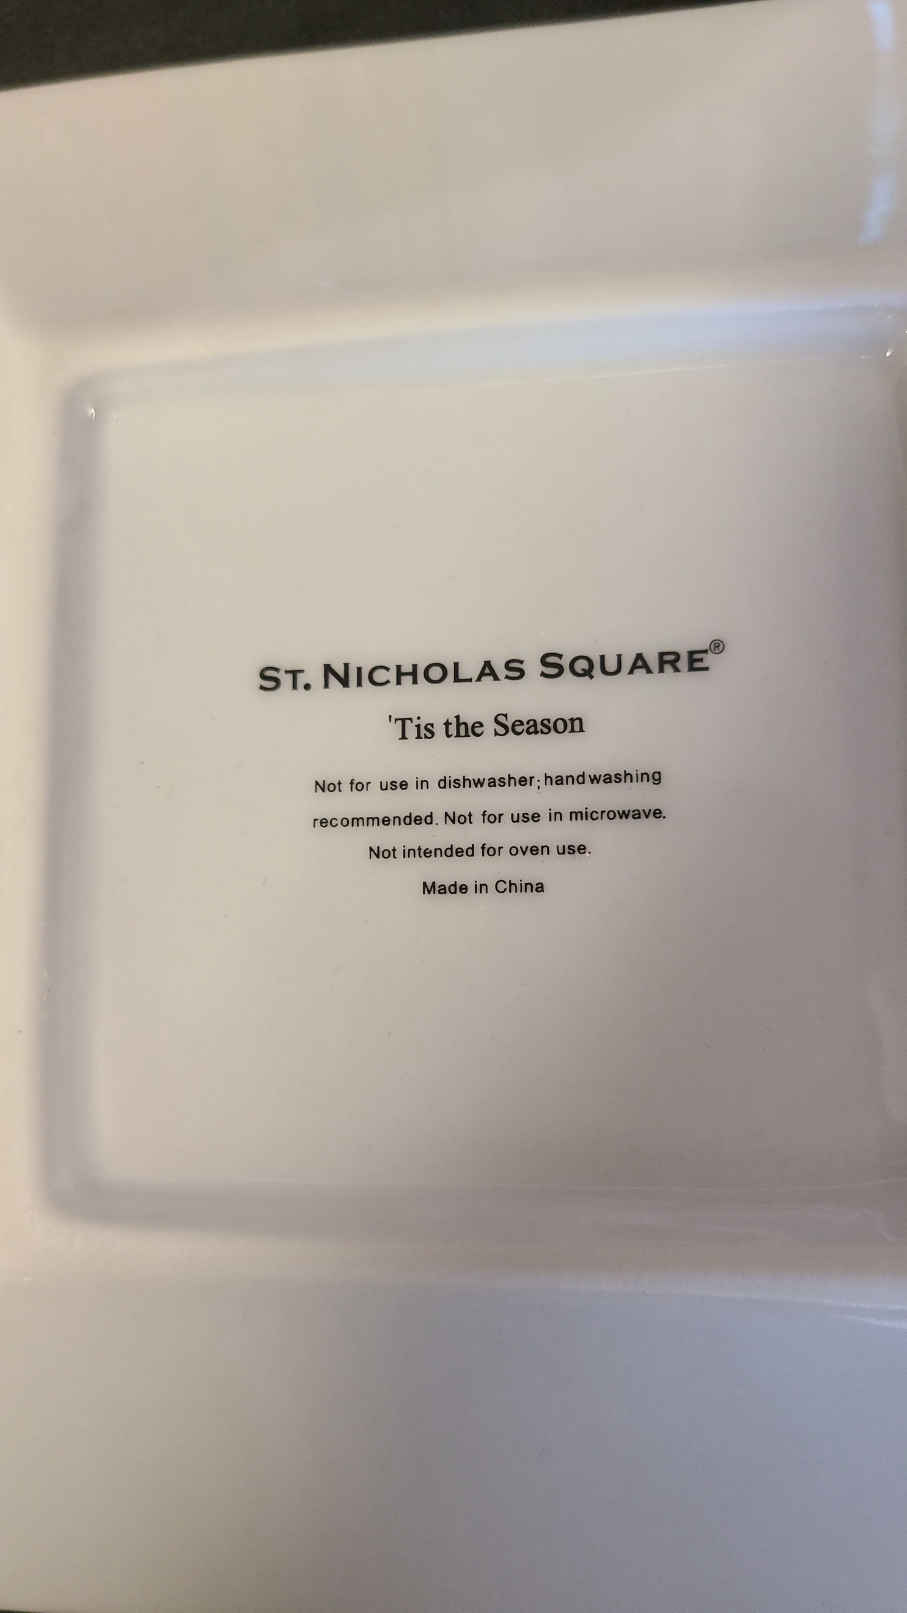 ST. NICHOLAS SQUARE®
'Tis the Season
Not for use in dishwasher; handwashing
recommended. Not for use in microwave.
Not intended for oven use.
Made in China